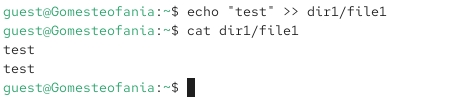 guest@Gomesteofania:~$ echo "test" >> dir1/file1
guest@Gomesteofania:~$ cat dir1/file1
test
test
guest@Gomesteofania:~$